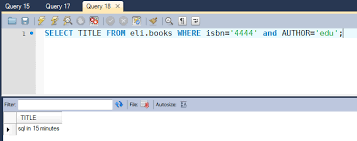 Query 15
Query 17
Query 18
1
SELECT TITLE FROM eli.books WHERE isbn='4444' and AUTHOR='edu';
Filter:
File:
Autosize:
TITLE
sql in 15 minutes